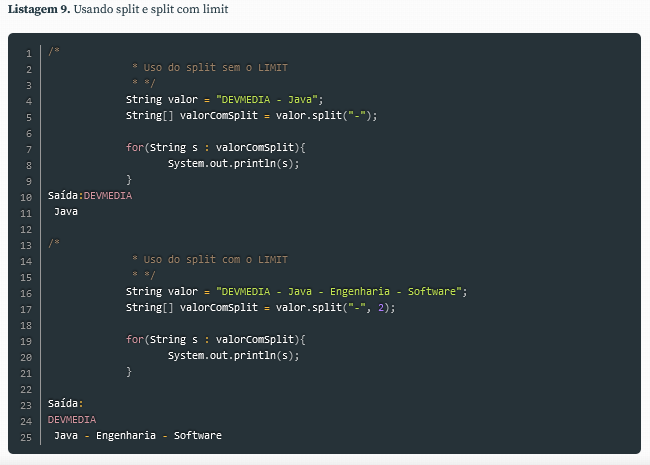 Listagem 9. Usando split e split com limit
1 /*
2 * Uso do split sem o LIMIT
3 * */
4 String valor = "DEVMEDIA - Java";
5 String[] valorComSplit = valor.split("-");
6
7 for(String s : valorComSplit){
8 System.out.println(s);
9 }
10 Saída:DEVMEDIA
11 Java
12
13 /*
14 * Uso do split com o LIMIT
15 * */
16 String valor = "DEVMEDIA - Java - Engenharia - Software";
17 String[] valorComSplit = valor.split("-", 2);
18
19 for(String s : valorComSplit){
20 System.out.println(s);
21 }
22
23 Saída:
24 DEVMEDIA
25 Java - Engenharia - Software